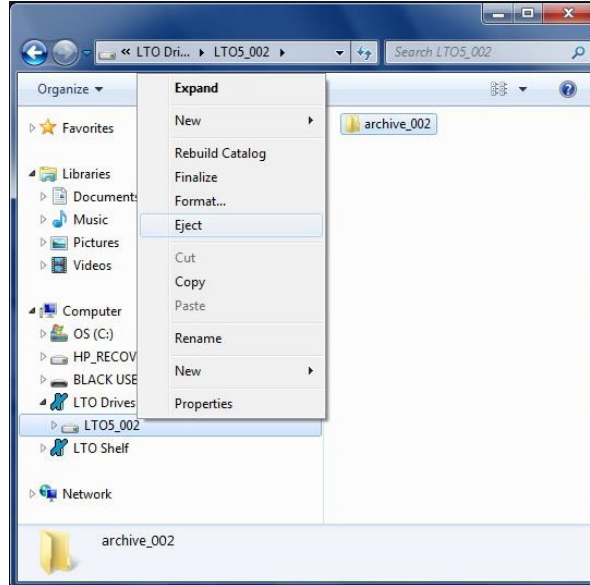 « LTO Dri... LTO5_002
Search LTO5_002
Organize
Favorites
Libraries
Documents
Music
Pictures
Videos
Computer
OS (C:)
HP_RECOV
BLACK USE
LTO Drives
LTO5_002
LTO Shelf
Network
Expand
New
Rebuild Catalog
Finalize
Format...
Eject
Cut
Copy
Paste
Rename
New
Properties
archive_002
archive_002